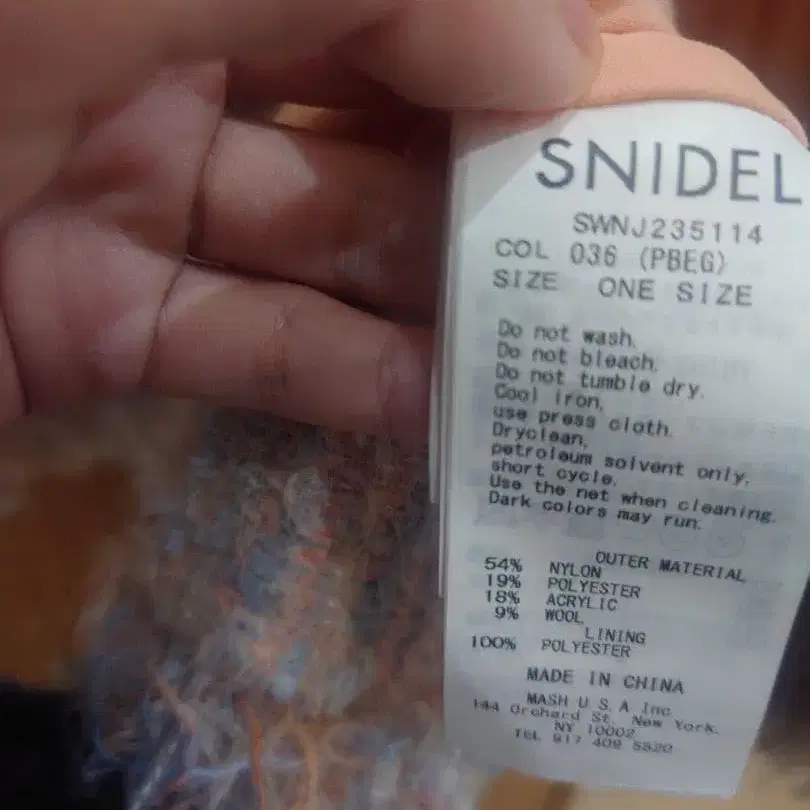 SNIDEL
SWNJ235114
COL 036 (PBEG)
SIZE ONE SIZE
Do not wash.
Do not bleach.
Do not tumble dry.
Cool iron,
use press cloth.
Dryclean,
petroleum solvent only,
short cycle.
Use the net when cleaning.
Dark colors may run.
OUTER MATERIAL
54% NYLON
19% POLYESTER
18% ACRYLIC
9% WOOL
LINING
100% POLYESTER
MADE IN CHINA
MASH U.S.A Inc
144 Orchard St. New York.
NY 10002
TEL 917 409 5520